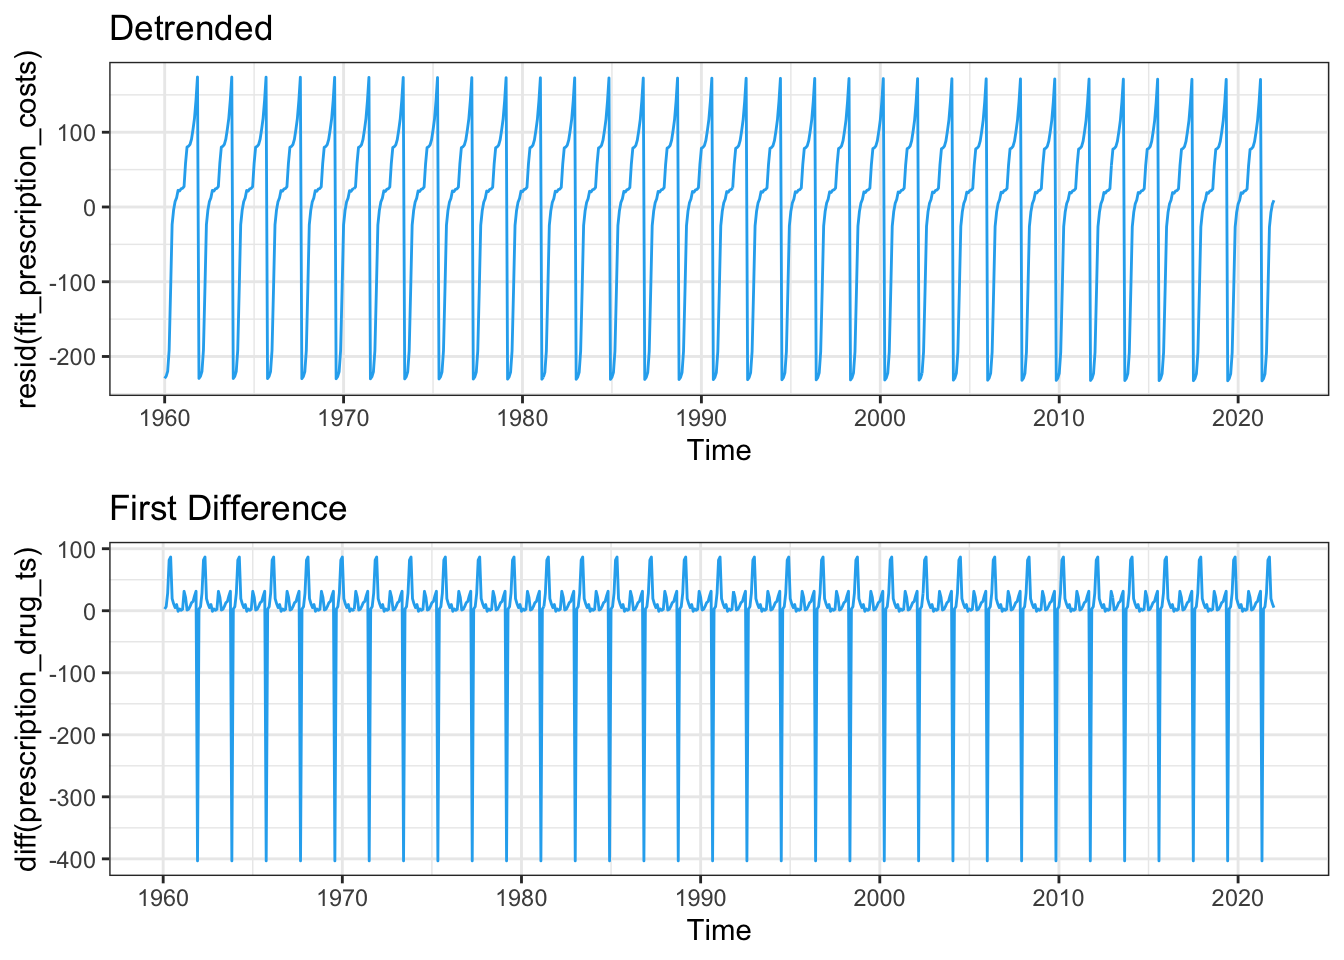 Detrended
resid(fit_prescription_costs)
100
0
-100
-200
1960 1970 1980 1990 2000 2010 2020
Time
First Difference
diff(prescription_drug_ts)
100
0
-100
-200
-300
-400
1960 1970 1980 1990 2000 2010 2020
Time